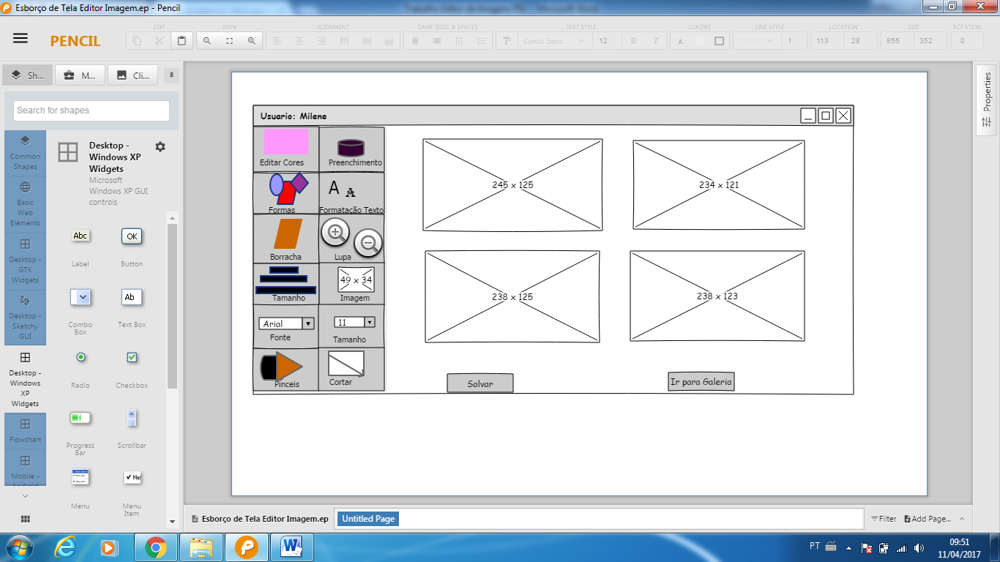 Esborço de Tela Editor Imagem.ep - Pencil
PENCIL
EDIT
100%
ALIGNMENT
SAME SIZES & SPACES
TEXT STYLE
COLORS
LINE STYLE
LOCATION
SIZE
ROTATION
Comic Sans ...
12
B
I
A
1
113
28
855
352
0
Sh...
M...
Cli...
Search for shapes
Common
Shapes
Basic
Web
Elements
Desktop -
GTK
Widgets
Desktop -
Sketchy
GUI
Desktop -
Windows
XP
Widgets
Flowchart
Mobile -
Android
Desktop -
Windows XP
Widgets
Microsoft
Windows XP GUI
controls
Abc
Label
OK
Button
Combo
Box
Ab
Text Box
Radio
Checkbox
Progress
Bar
Scrollbar
Menu
Menu
Item
Usuario: Milene
Editar Cores
Preenchimento
Formas
A A
Formatação Texto
Borracha
Lupa
Tamanho
49 x 34
Imagem
Arial
Fonte
11
Tamanho
Pinceis
Cortar
245 x 125
234 x 121
238 x 125
238 x 123
Salvar
Ir para Galeria
Properties
Esborço de Tela Editor Imagem.ep
Untitled Page
Filter
Add Page...
PT
09:51
11/04/2017